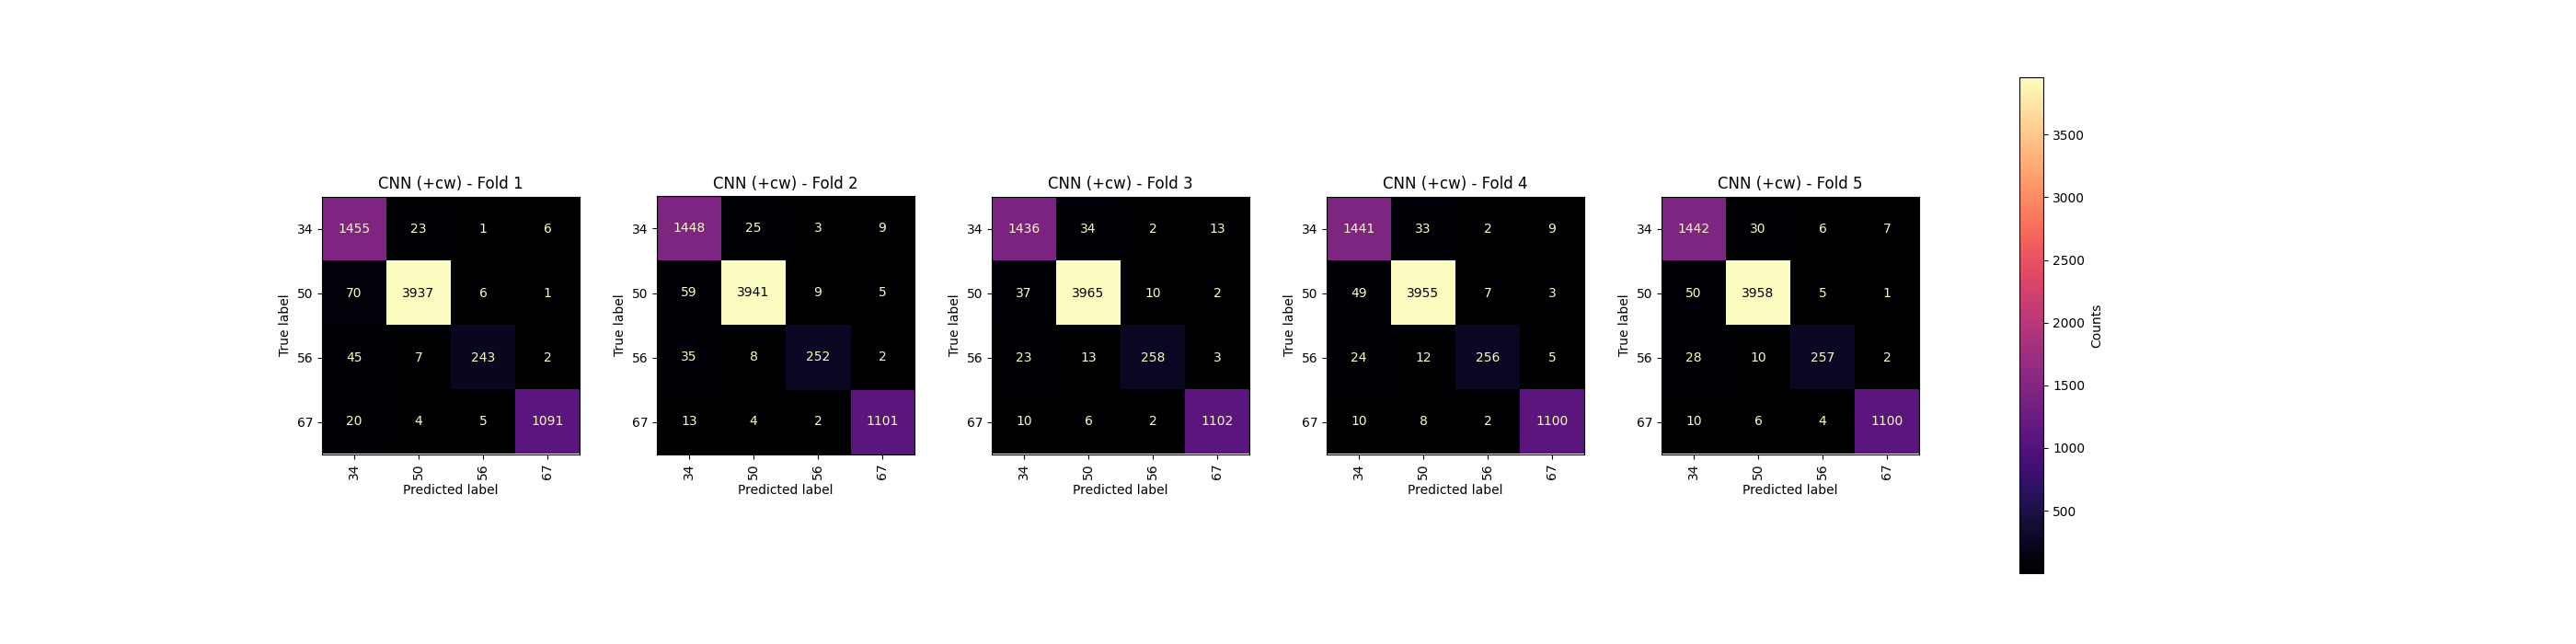 CNN (+cw) - Fold 1
True label
34 1455 23 1 6
50 70 3937 6 1
56 45 7 243 2
67 20 4 5 1091
34 50 56 67
Predicted label
CNN (+cw) - Fold 2
True label
34 1448 25 3 9
50 59 3941 9 5
56 35 8 252 2
67 13 4 2 1101
34 50 56 67
Predicted label
CNN (+cw) - Fold 3
True label
34 1436 34 2 13
50 37 3965 10 2
56 23 13 258 3
67 10 6 2 1102
34 50 56 67
Predicted label
CNN (+cw) - Fold 4
True label
34 1441 33 2 9
50 49 3955 7 3
56 24 12 256 5
67 10 8 2 1100
34 50 56 67
Predicted label
CNN (+cw) - Fold 5
True label
34 1442 30 6 7
50 50 3958 5 1
56 28 10 257 2
67 10 6 4 1100
34 50 56 67
Predicted label
3500
3000
2500
2000
1500
1000
500
Counts